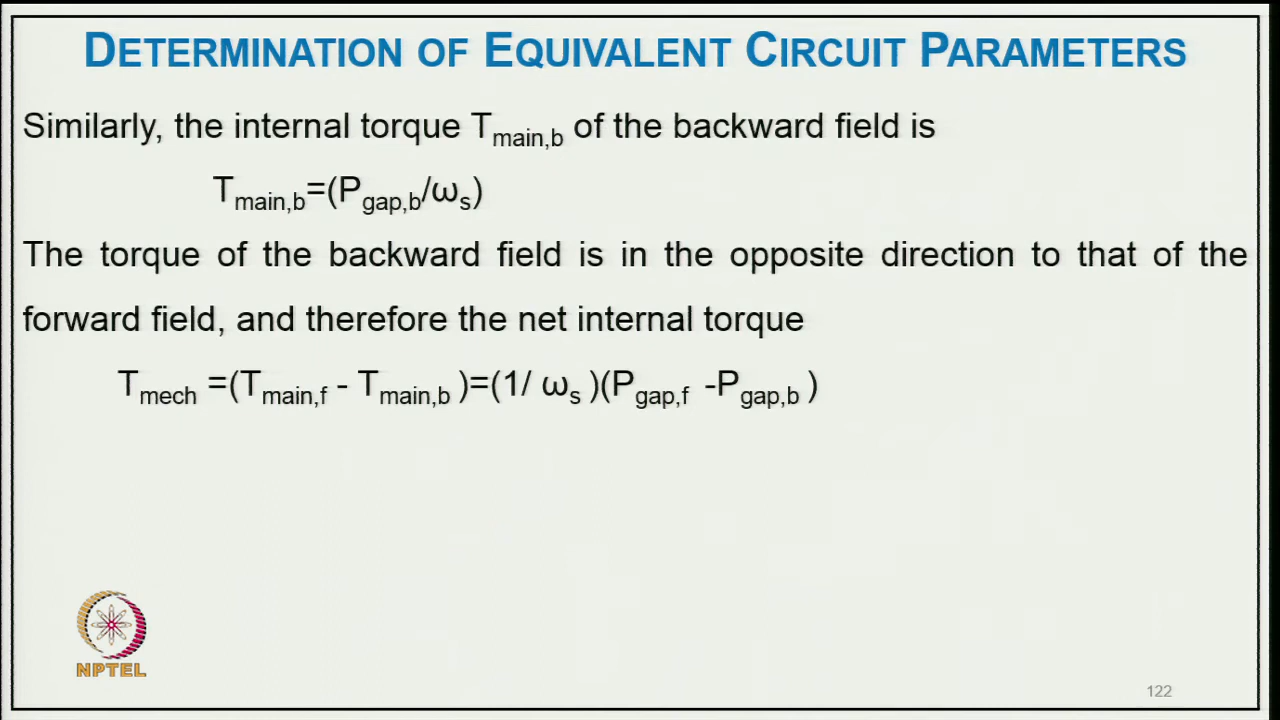 DETERMINATION OF EQUIVALENT CIRCUIT PARAMETERS
Similarly, the internal torque Tmain,b of the backward field is
Tmain,b=(Pgap,b/ωs)
The torque of the backward field is in the opposite direction to that of the
forward field, and therefore the net internal torque
Tmech =(Tmain,f - Tmain,b )=(1/ ωs )(Pgap,f -Pgap,b )
NPTEL
122